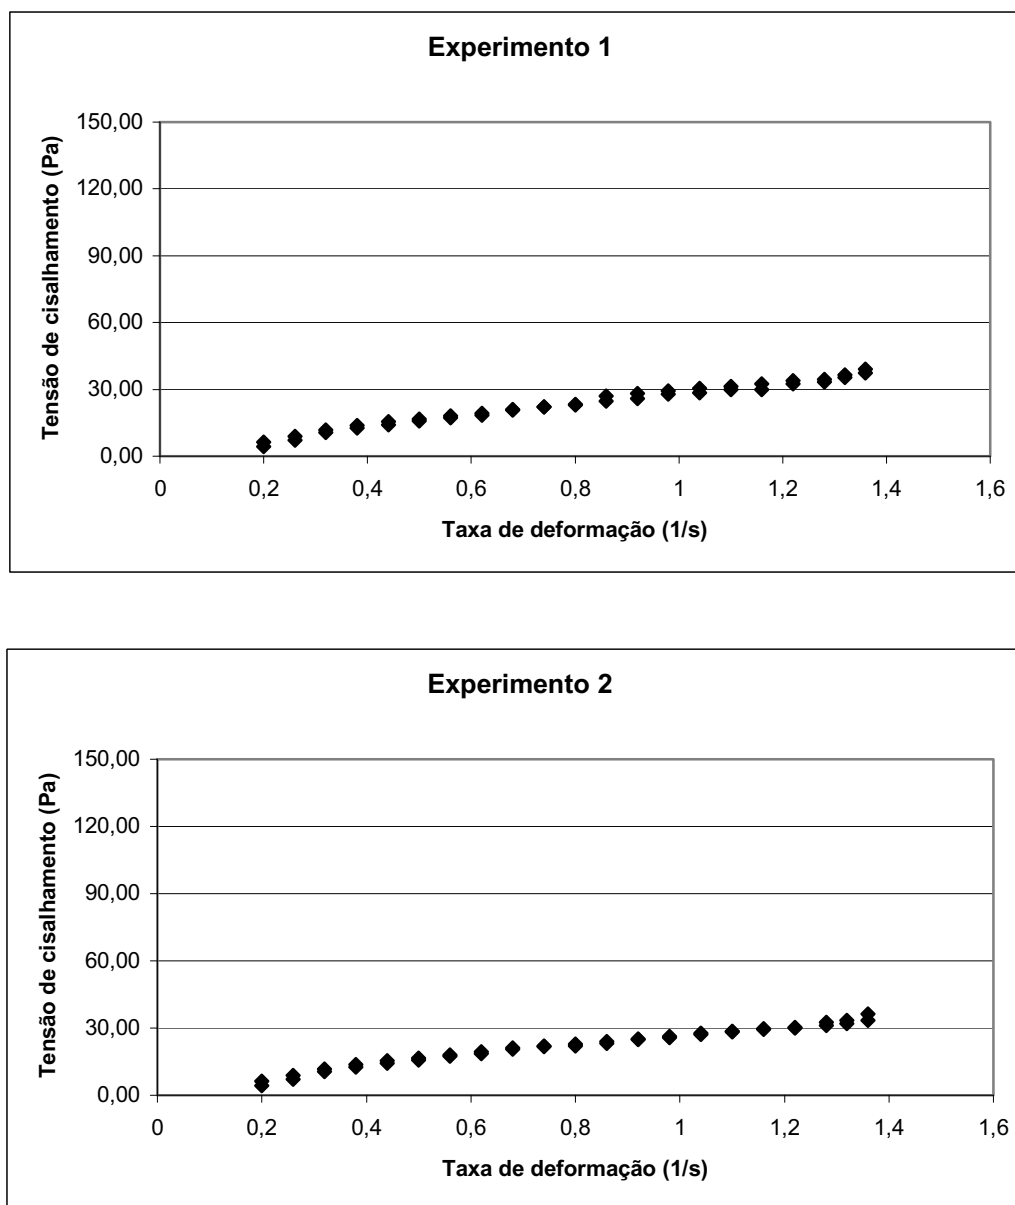 Experimento 1
Tensão de cisalhamento (Pa)
150,00
120,00
90,00
60,00
30,00
0,00
0 0,2 0,4 0,6 0,8 1 1,2 1,4 1,6
Taxa de deformação (1/s)
Experimento 2
Tensão de cisalhamento (Pa)
150,00
120,00
90,00
60,00
30,00
0,00
0 0,2 0,4 0,6 0,8 1 1,2 1,4 1,6
Taxa de deformação (1/s)